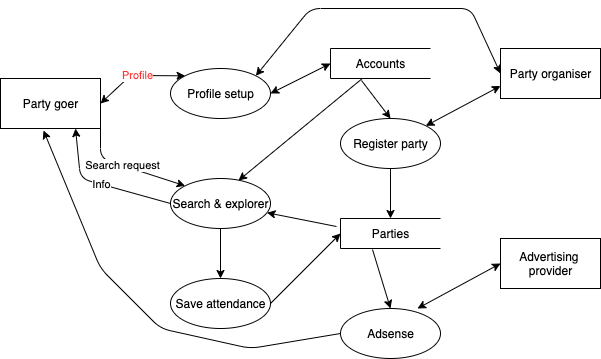 Profile
Accounts
Party organiser
Party goer
Profile setup
Register party
Search request
Info
Search & explorer
Parties
Advertising
provider
Save attendance
Adsense